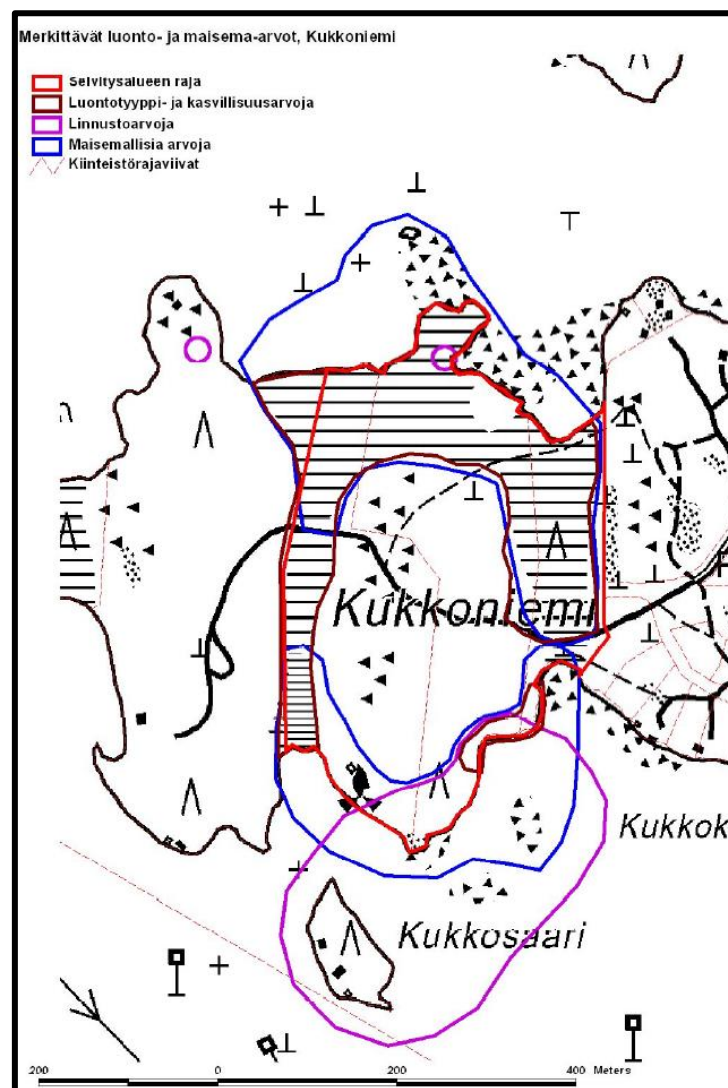 Merkittävät luonto- ja maisema-arvot, Kukkoniemi
Selvitysalueen raja
Luontotyyppi- ja kasvillisuusarvoja
Linnustoarvoja
Maisemallisia arvoja
Kiinteistörajaviivat
Kukkoniemi
Kukkok
Kukkosaari
200 0 200 400 Meters